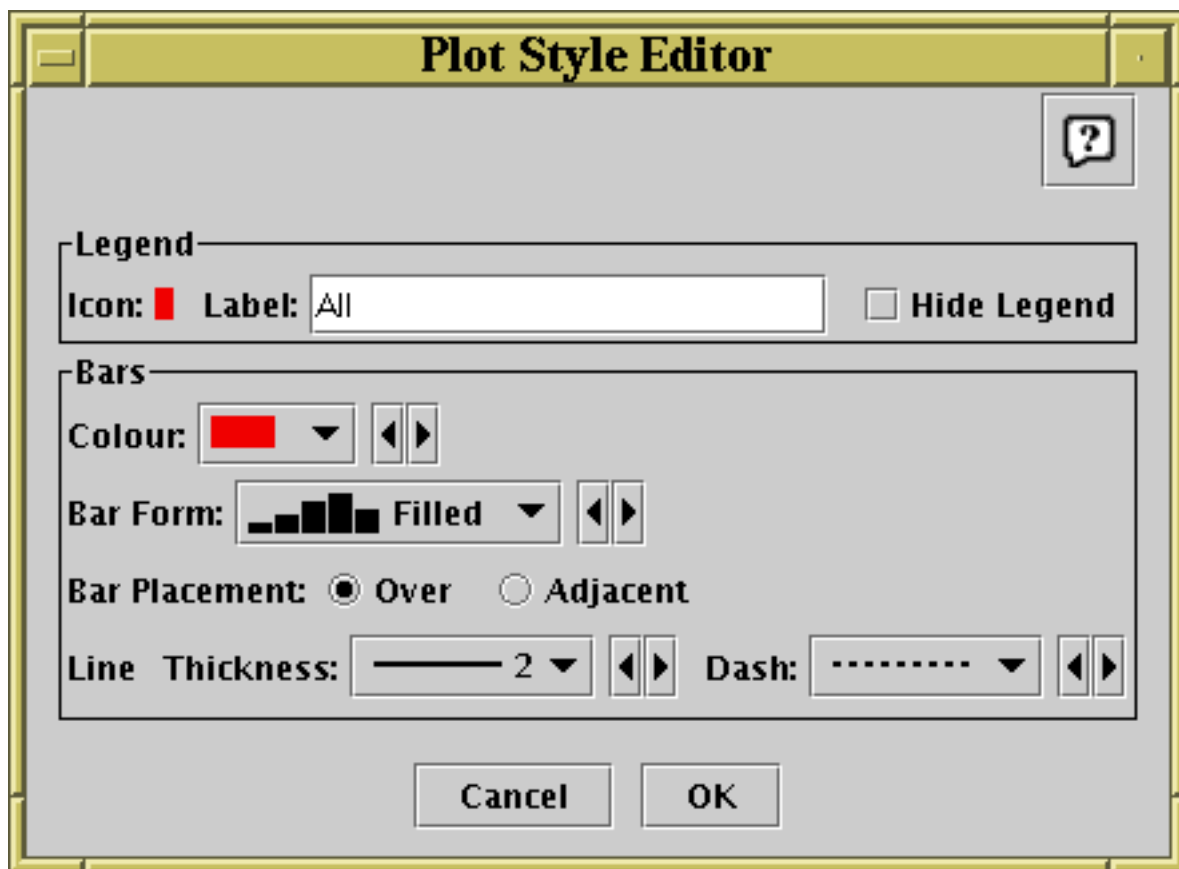 Plot Style Editor
?
Legend
Icon: Label: All Hide Legend
Bars
Colour:
Bar Form: Filled
Bar Placement: Over Adjacent
Line Thickness: 2 Dash:
Cancel OK